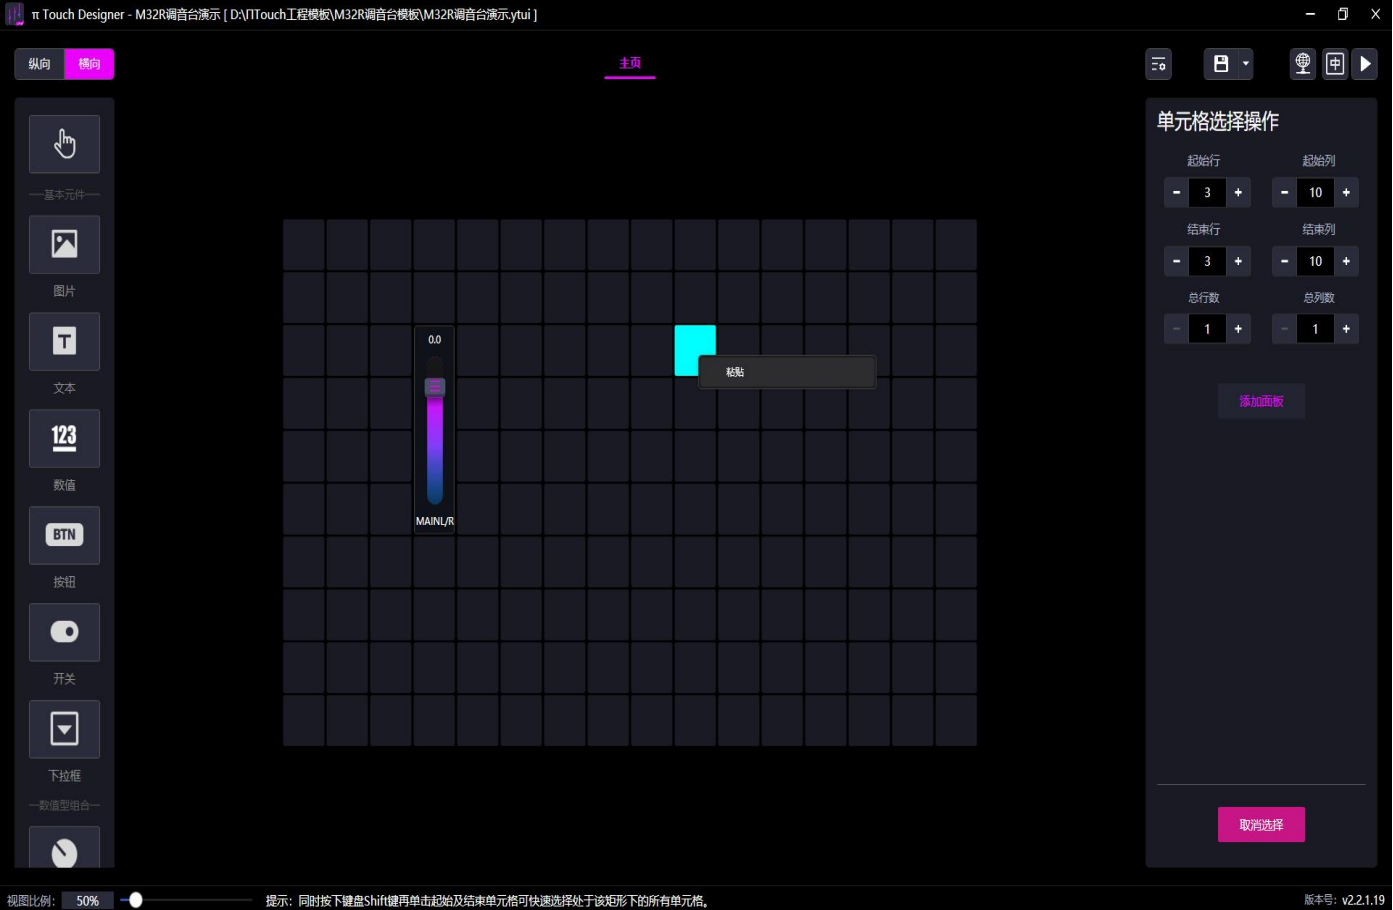 π Touch Designer - M32R调音台演示 [ D:\ΠTouch工程模板\M32R调音台模板\M32R调音台演示.ytui ]
纵向 横向
主页
中
基本元件
图片
T
文本
123
数值
BTN
按钮
开关
下拉框
数值型组合
0.0
MAINL/R
粘贴
单元格选择操作
起始行 起始列
- 3 + - 10 +
结束行 结束列
- 3 + - 10 +
总行数 总列数
- 1 + - 1 +
添加面板
取消选择
视图比例: 50% 提示: 同时按下键盘Shift键再单击起始及结束单元格可快速选择处于该矩形下的所有单元格。 版本号: v2.2.1.19